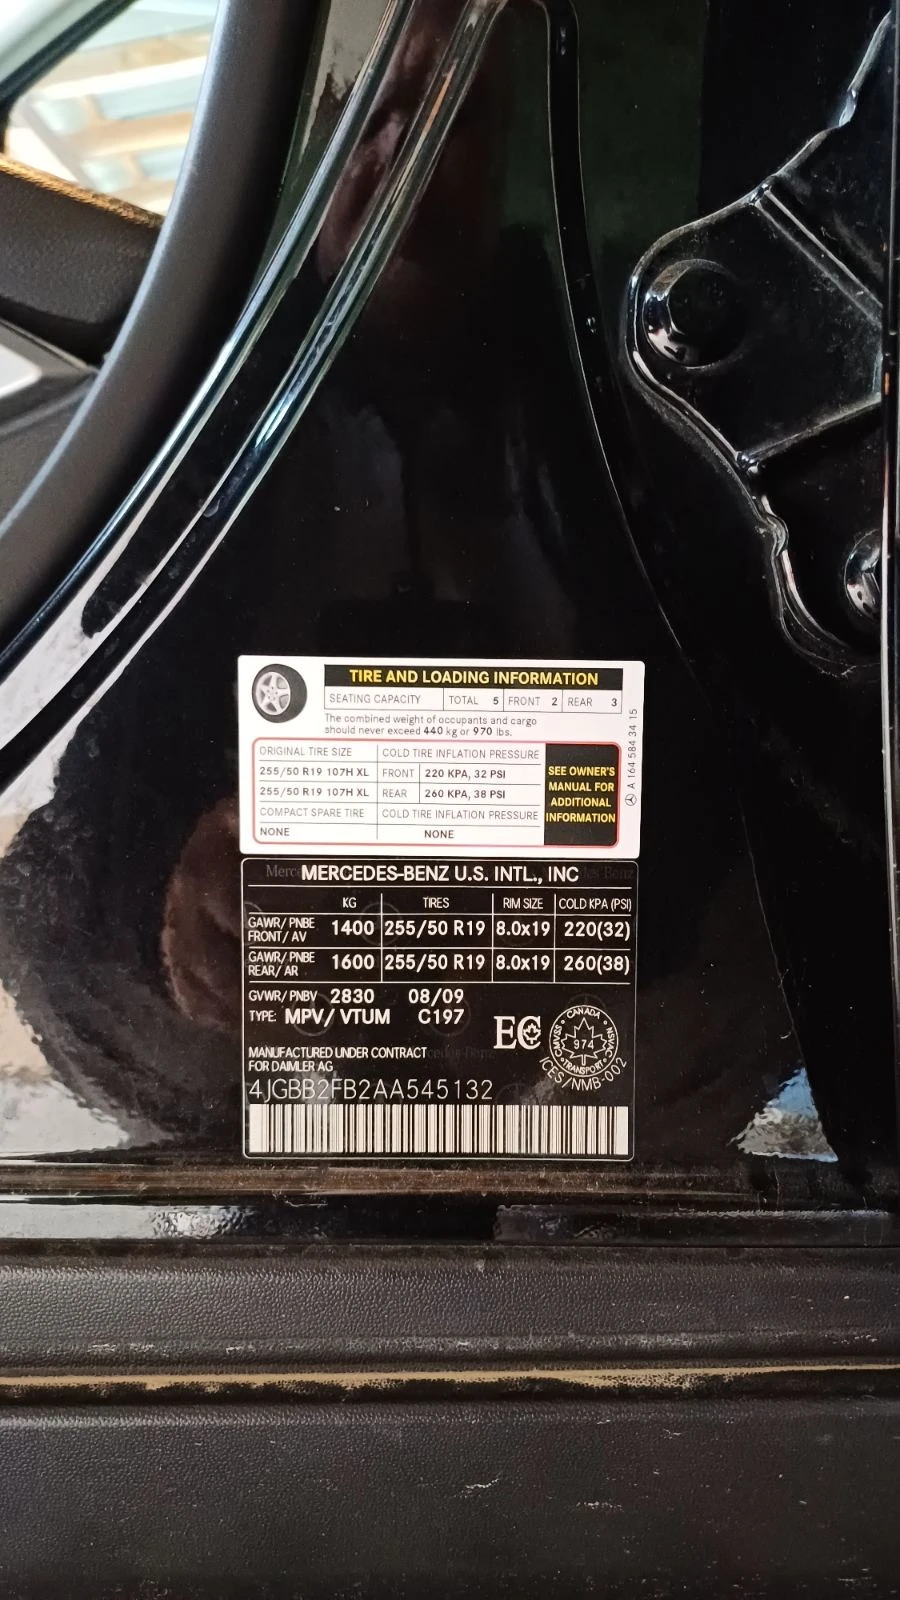 TIRE AND LOADING INFORMATION
SEATING CAPACITY TOTAL 5 FRONT 2 REAR 3
The combined weight of occupants and cargo
should never exceed 440 kg or 970 lbs.
ORIGINAL TIRE SIZE COLD TIRE INFLATION PRESSURE
255/50 R19 107H XL FRONT 220 KPA, 32 PSI
255/50 R19 107H XL REAR 260 KPA, 38 PSI
COMPACT SPARE TIRE COLD TIRE INFLATION PRESSURE
NONE NONE
SEE OWNER'S
MANUAL FOR
ADDITIONAL
INFORMATION
A 164 584 34 15
MERCEDES-BENZ U.S. INTL., INC
KG TIRES RIM SIZE COLD KPA (PSI)
GAWR/PNBE
FRONT/AV 1400 255/50 R19 8.0x19 220(32)
GAWR/PNBE
REAR/AR 1600 255/50 R19 8.0x19 260(38)
GVWR/PNBV 2830 08/09
TYPE: MPV/VTUM C197
EC
CANADA
CMVSS 974 NSVAC
TRANSPORT
ICES/NMB-002
MANUFACTURED UNDER CONTRACT
FOR DAIMLER AG
4JGBB2FB2AA545132